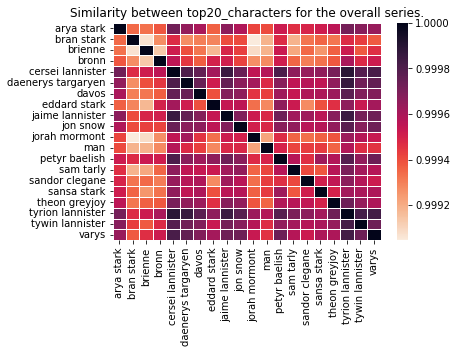 Similarity between top20_characters for the overall series.
arya stark
bran stark
brienne
bronn
cersei lannister
daenerys targaryen
davos
eddard stark
jaime lannister
jon snow
jorah mormont
man
petyr baelish
sam tarly
sandor clegane
sansa stark
theon greyjoy
tyrion lannister
tywin lannister
varys
arya stark
bran stark
brienne
bronn
cersei lannister
daenerys targaryen
davos
eddard stark
jaime lannister
jon snow
jorah mormont
man
petyr baelish
sam tarly
sandor clegane
sansa stark
theon greyjoy
tyrion lannister
tywin lannister
varys
1.0000
0.9998
0.9996
0.9994
0.9992